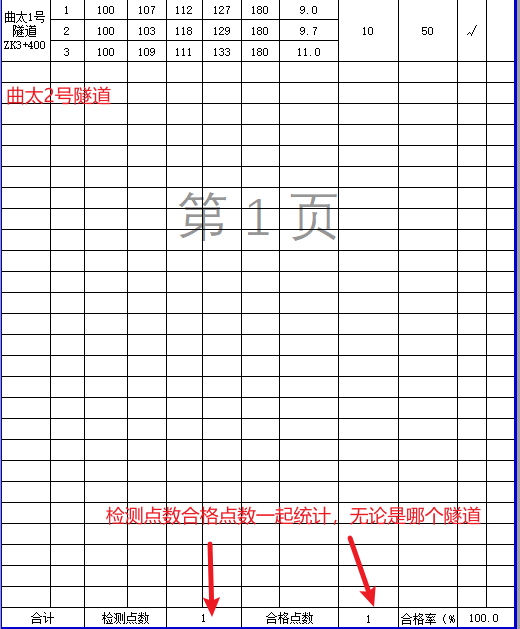 曲太1号
隧道
ZK3+400
1 100 107 112 127 180 9.0
2 100 103 118 129 180 9.7
3 100 109 111 133 180 11.0
10 50 √
曲太2号隧道
第 1 页
检测点数合格点数一起统计，无论是哪个隧道
合计 检测点数 1 合格点数 1 合格率（% 100.0